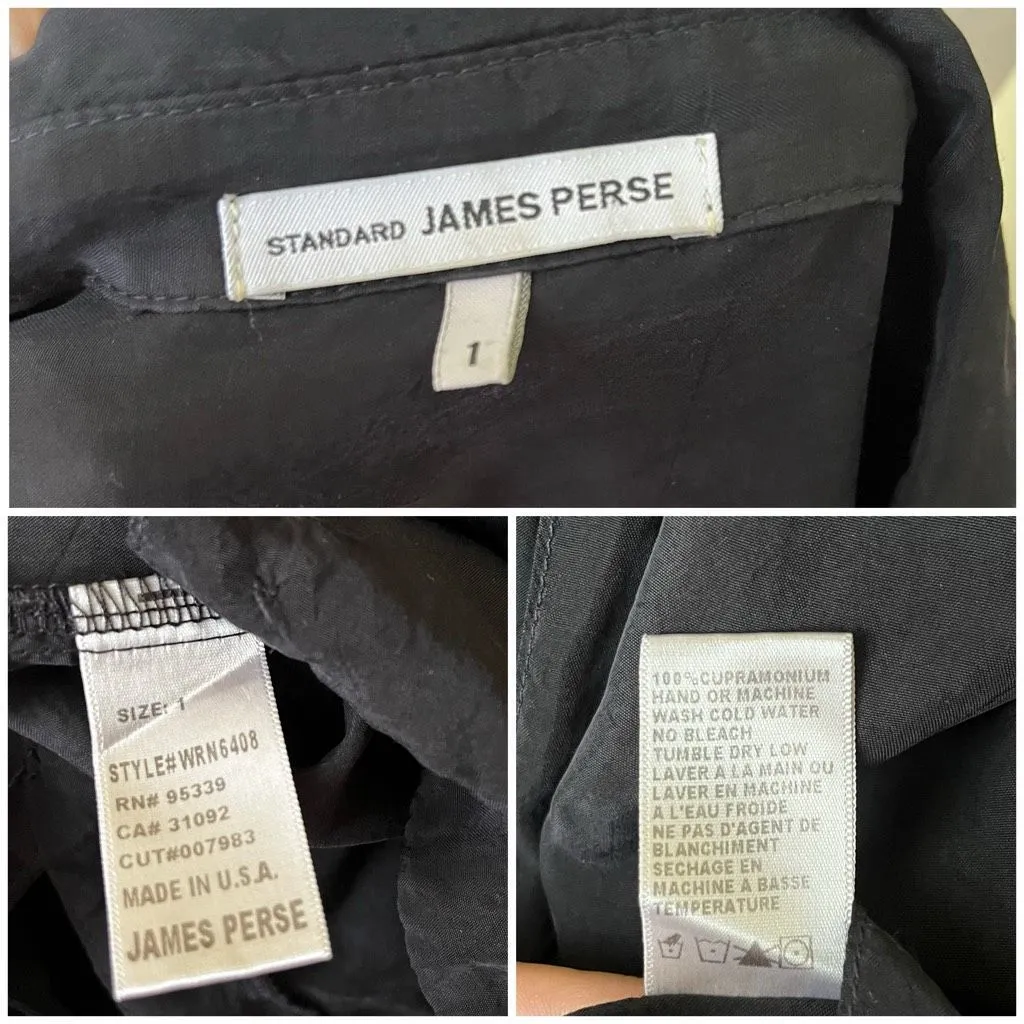 STANDARD JAMES PERSE
1
SIZE: 1
STYLE#WRN6408
RN# 95339
CA# 31092
CUT#007983
MADE IN U.S.A.
JAMES PERSE
100%CUPRAMONIUM
HAND OR MACHINE
WASH COLD WATER
NO BLEACH
TUMBLE DRY LOW
LAVER A LA MAIN OU
LAVER EN MACHINE
A L'EAU FROIDE
NE PAS D'AGENT DE
BLANCHIMENT
SECHAGE EN
MACHINE A BASSE
TEMPERATURE